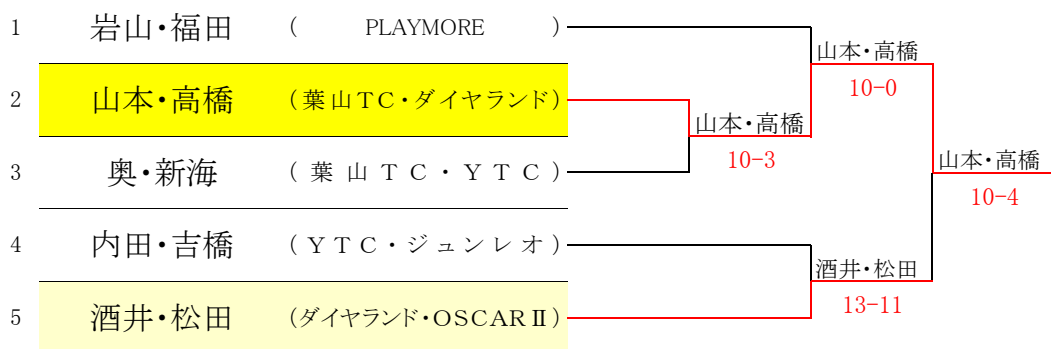 1 岩山・福田 ( PLAYMORE )
山本・高橋
10-0
2 山本・高橋 (葉山TC・ダイヤランド)
山本・高橋
10-3
3 奥・新海 (葉山TC・YTC)
山本・高橋
10-4
4 内田・吉橋 (YTC・ジュンレオ)
酒井・松田
13-11
5 酒井・松田 (ダイヤランド・OSCARⅡ)